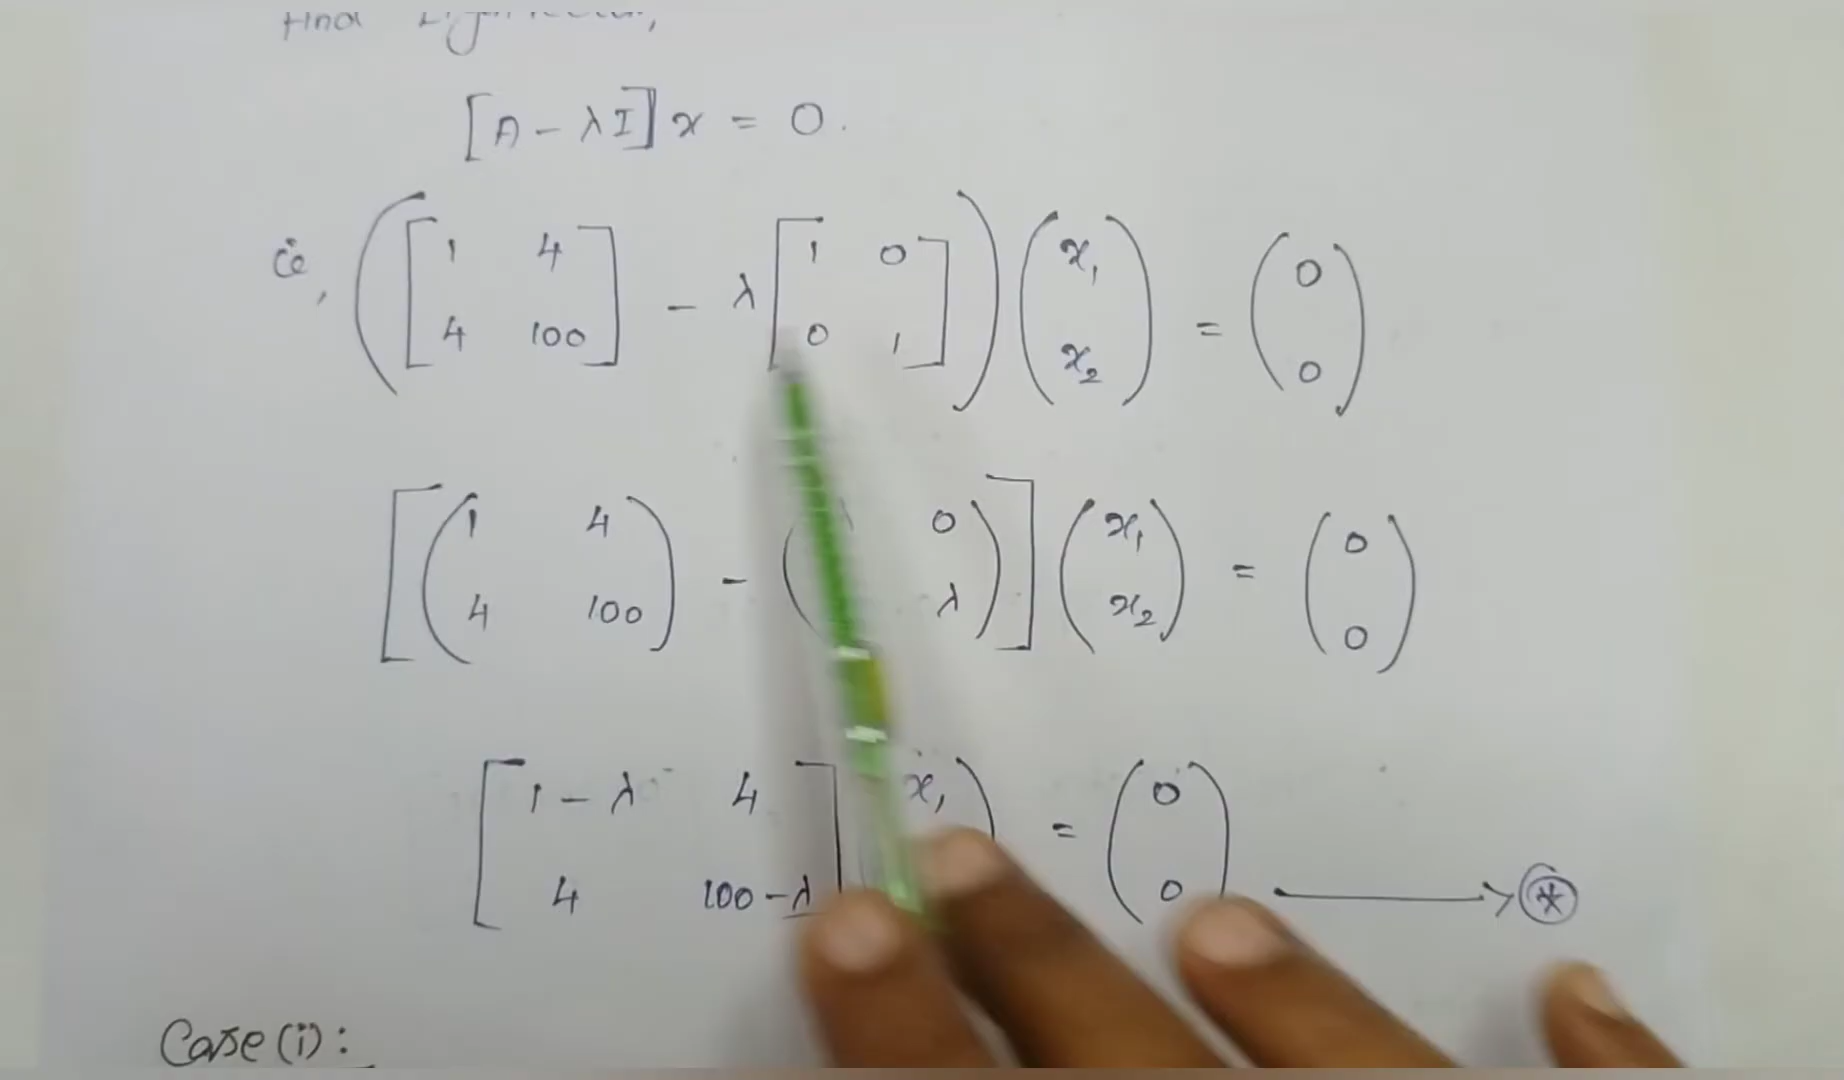 find
[A - λI] x = 0.
ie, ([1 4 4 100] - λ [1 0 0 1]) (x₁ x₂) = (0 0)
[(1 4 4 100) - ( 0 λ)] (x₁ x₂) = (0 0)
[1-λ 4 4 100-λ] x₁ = (0 0) ⟶ ⊛
Case (i) :